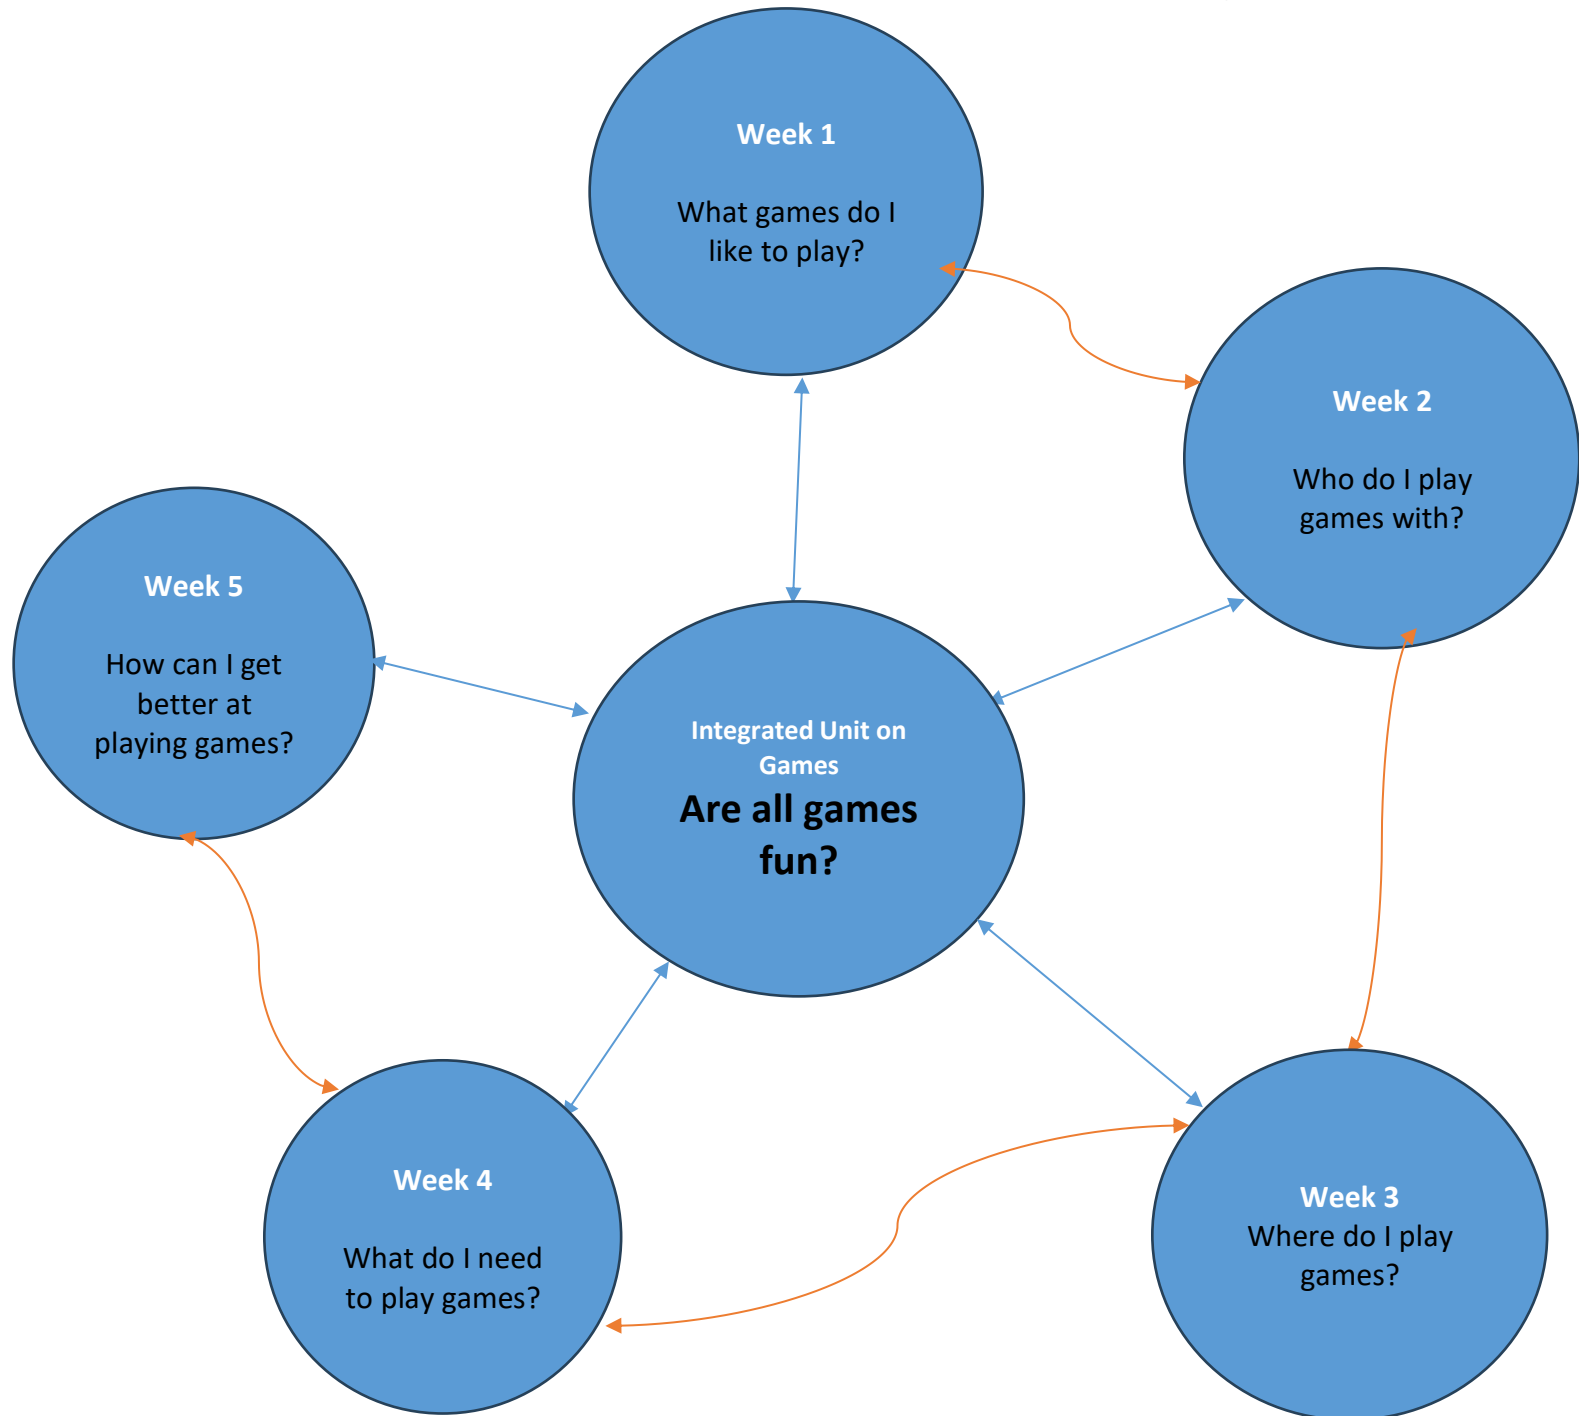 Week 1
What games do I
like to play?
Week 2
Who do I play
games with?
Week 5
How can I get
better at
playing games?
Integrated Unit on
Games
Are all games
fun?
Week 4
What do I need
to play games?
Week 3
Where do I play
games?